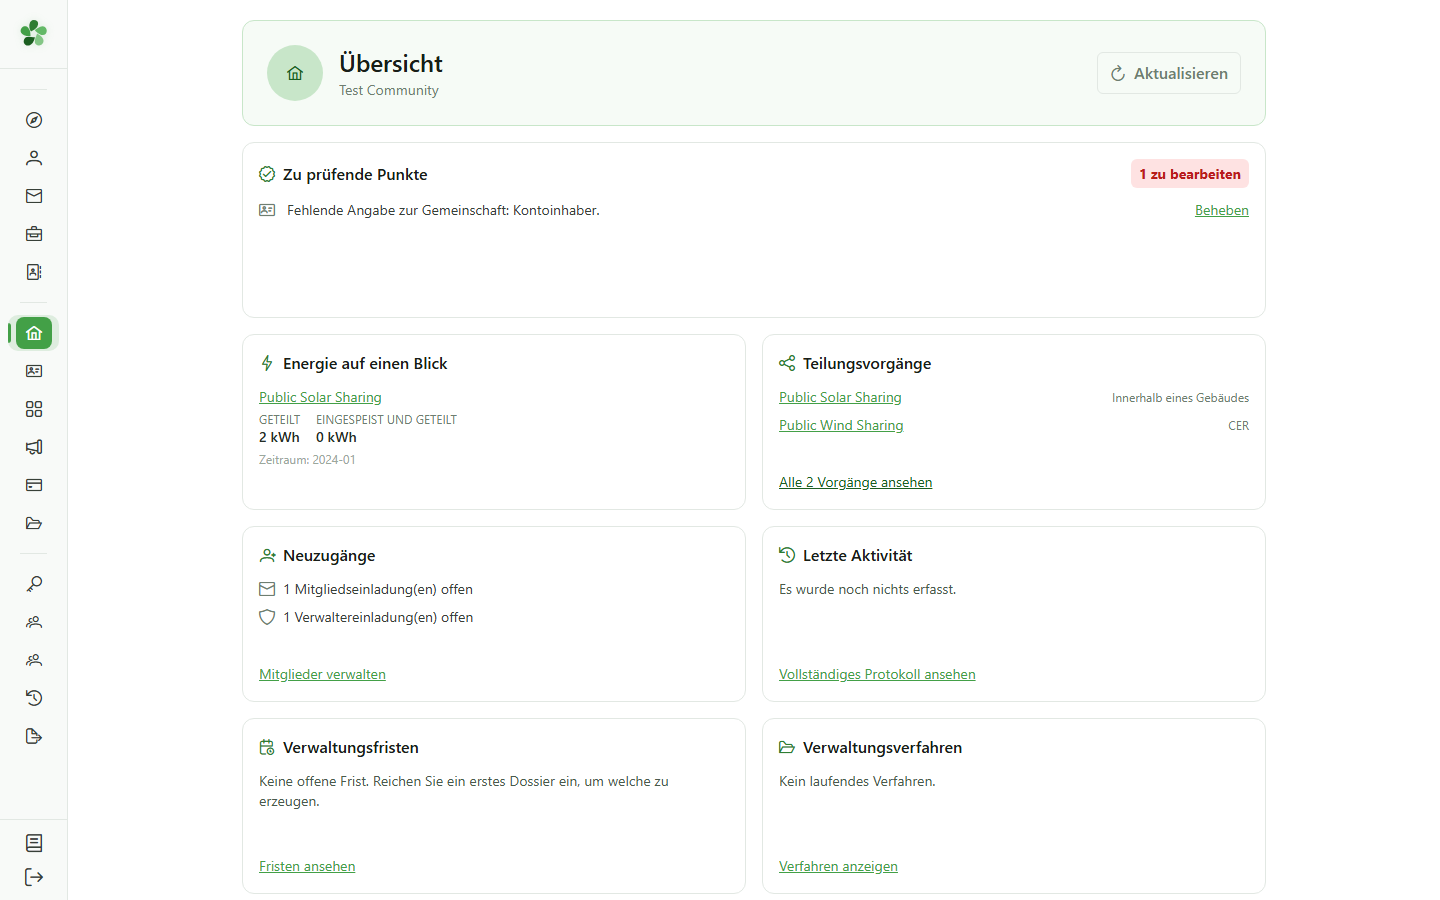 Übersicht
Test Community
Aktualisieren
Zu prüfende Punkte
1 zu bearbeiten
Fehlende Angabe zur Gemeinschaft: Kontoinhaber.
Beheben
Energie auf einen Blick
Public Solar Sharing
GETEILT EINGESPEIST UND GETEILT
2 kWh 0 kWh
Zeitraum: 2024-01
Teilungsvorgänge
Public Solar Sharing
Innerhalb eines Gebäudes
Public Wind Sharing
CER
Alle 2 Vorgänge ansehen
Neuzugänge
1 Mitgliedseinladung(en) offen
1 Verwaltereinladung(en) offen
Mitglieder verwalten
Letzte Aktivität
Es wurde noch nichts erfasst.
Vollständiges Protokoll ansehen
Verwaltungsfristen
Keine offene Frist. Reichen Sie ein erstes Dossier ein, um welche zu
erzeugen.
Fristen ansehen
Verwaltungsverfahren
Kein laufendes Verfahren.
Verfahren anzeigen